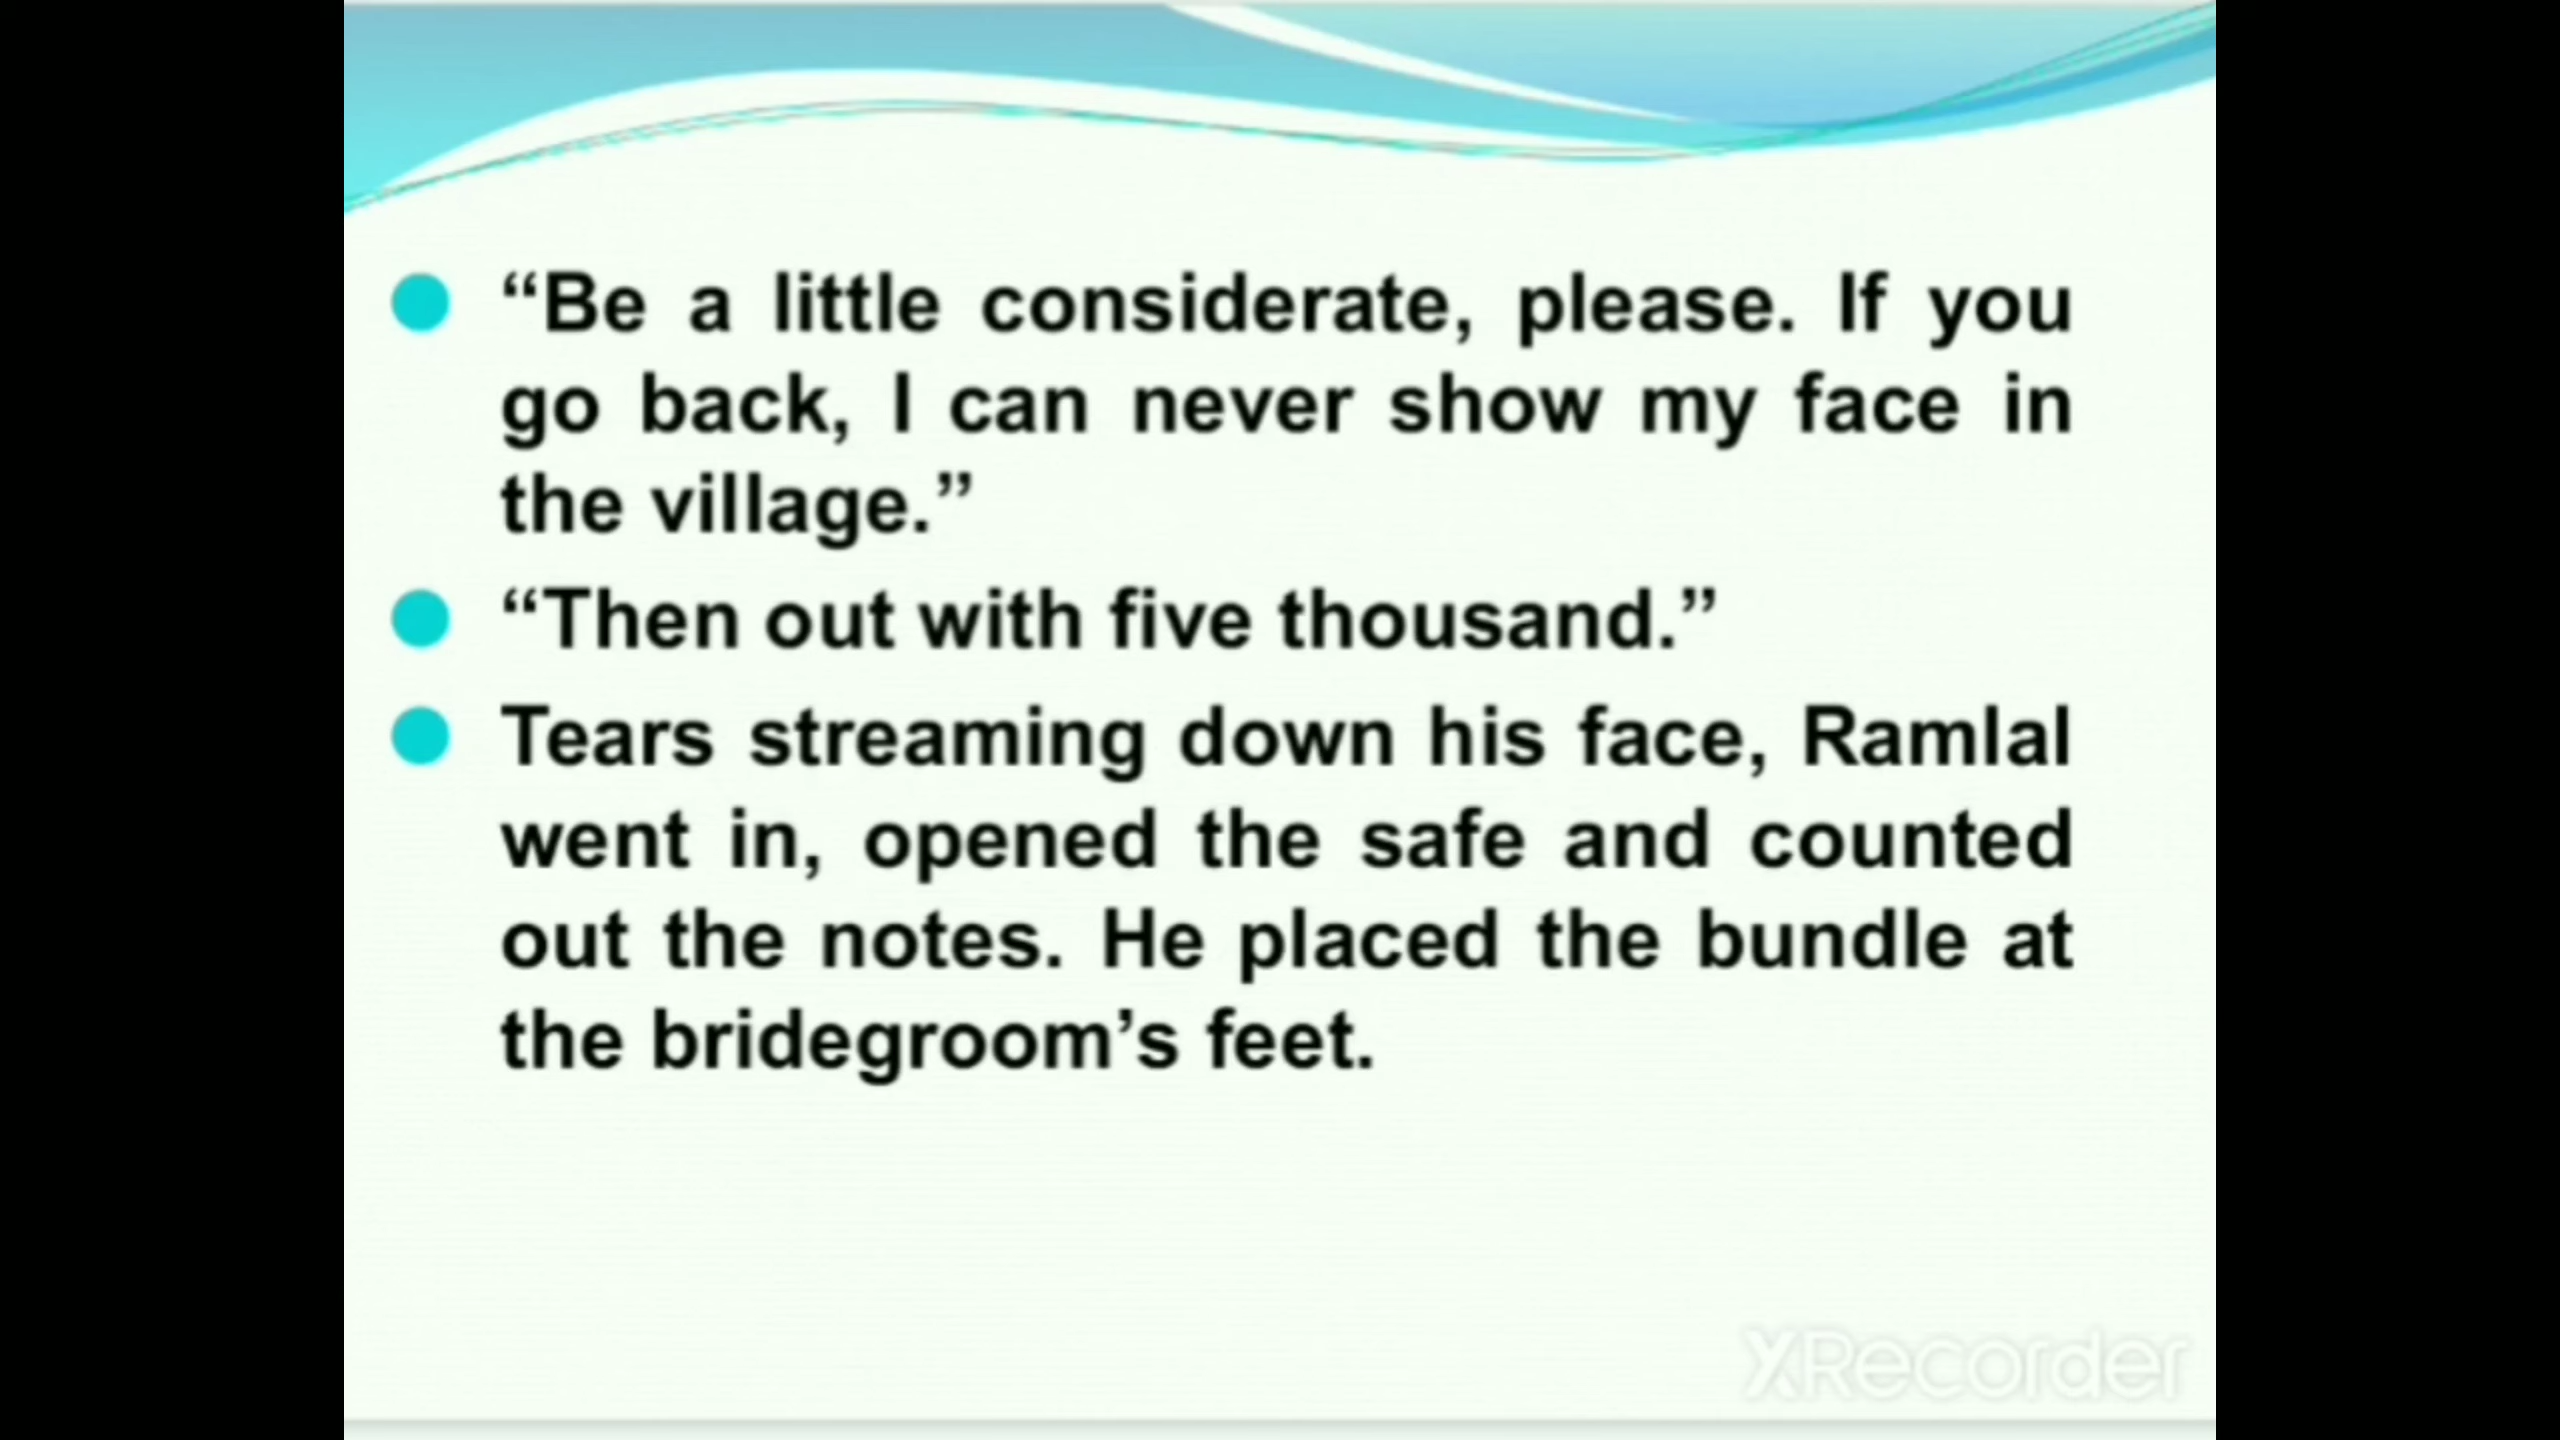 “Be a little considerate, please. If you
go back, I can never show my face in
the village.”
“Then out with five thousand.”
Tears streaming down his face, Ramlal
went in, opened the safe and counted
out the notes. He placed the bundle at
the bridegroom’s feet.
XRecorder